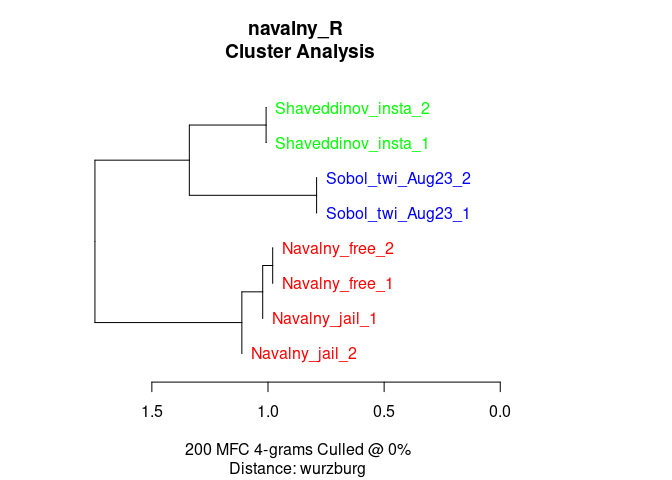 navalny_R
Cluster Analysis
Shaveddinov_insta_2
Shaveddinov_insta_1
Sobol_twi_Aug23_2
Sobol_twi_Aug23_1
Navalny_free_2
Navalny_free_1
Navalny_jail_1
Navalny_jail_2
1.5 1.0 0.5 0.0
200 MFC 4-grams Culled @ 0%
Distance: wurzburg